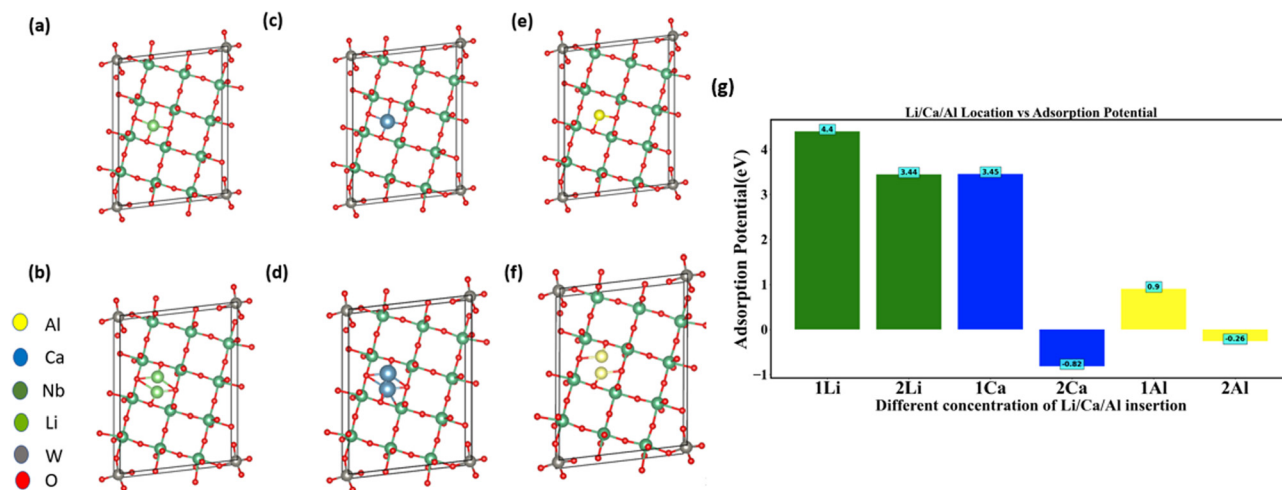 (a)
(c)
(e)
(b)
(d)
(f)
Al
Ca
Nb
Li
W
O
(g)
Li/Ca/Al Location vs Adsorption Potential
Adsorption Potential(eV)
4
3
2
1
0
−1
4.4
3.44
3.45
-0.82
0.9
-0.26
1Li 2Li 1Ca 2Ca 1Al 2Al
Different concentration of Li/Ca/Al insertion